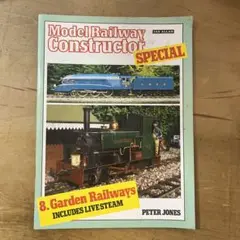 Model Railway
IAN ALLAN
Constructor
SPECIAL
8. Garden Railways
INCLUDES LIVE STEAM
PETER JONES